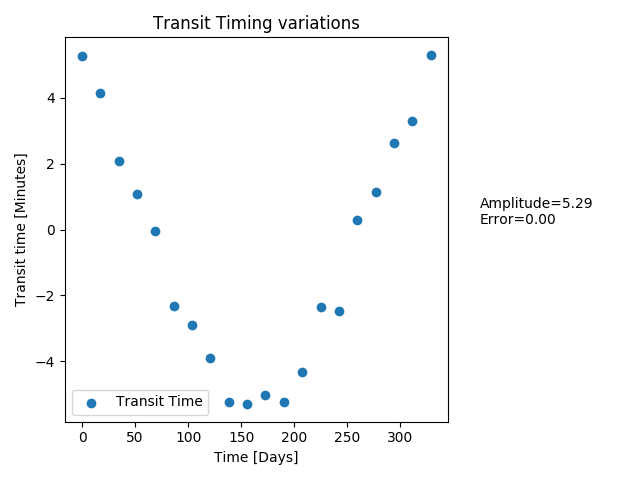 Transit Timing variations
Transit time [Minutes]
4
2
0
−2
−4
Transit Time
0
50
100
150
200
250
300
Time [Days]
Amplitude=5.29
Error=0.00